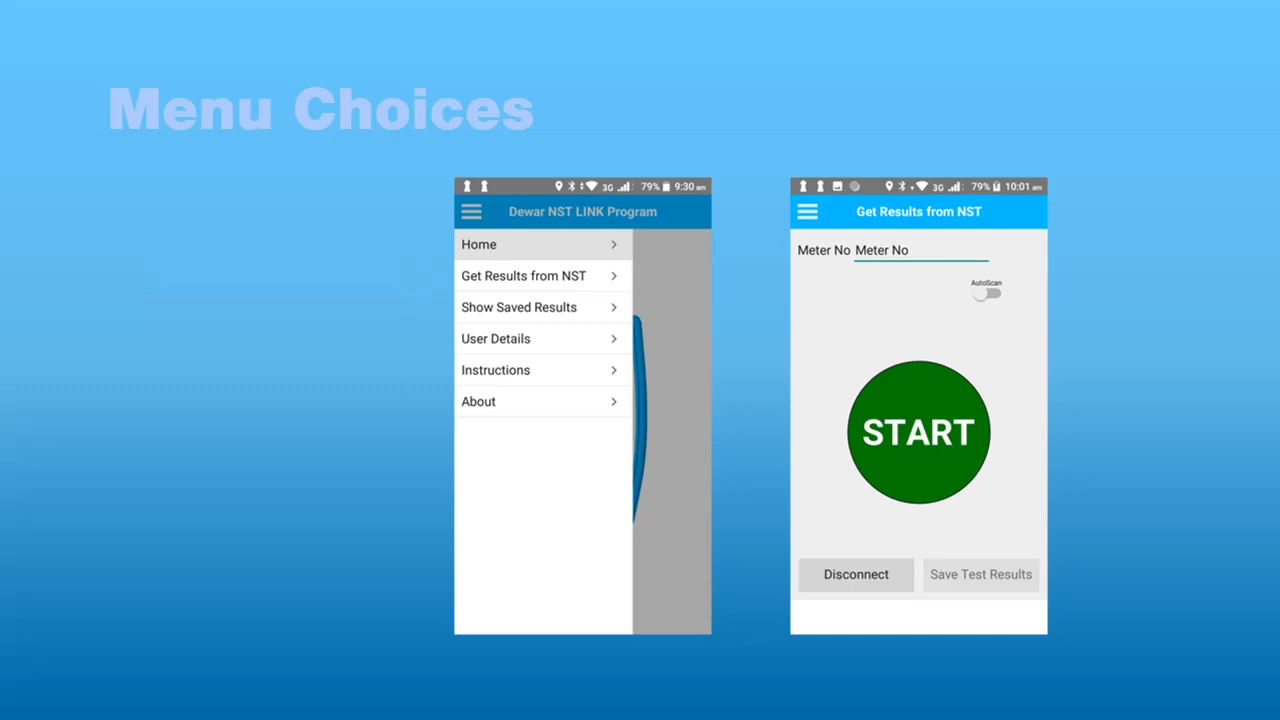 Menu Choices
3G 79% 9:30 am
Dewar NST LINK Program
Home
Get Results from NST
Show Saved Results
User Details
Instructions
About
3G 79% 10:01 am
Get Results from NST
Meter No Meter No
AutoScan
START
Disconnect Save Test Results